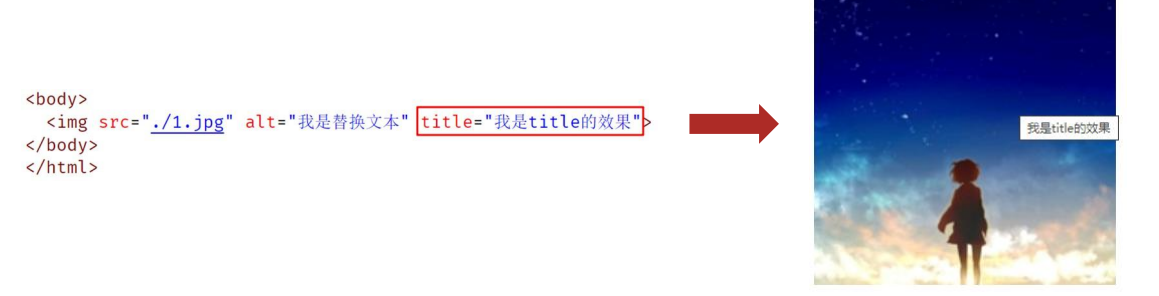 <body>
<img src="./1.jpg" alt="我是替换文本" title="我是title的效果">
</body>
</html>
我是title的效果